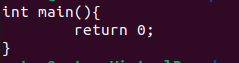 int main(){
        return 0;
}